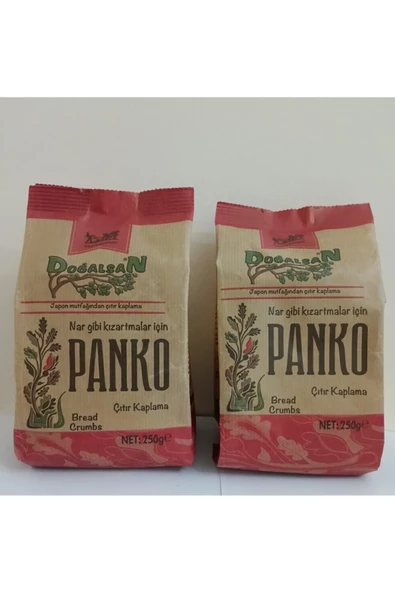 DOĞALSAN
Japon mutfağından çıtır kaplama
Nar gibi kızartmalar için
PANKO
Çıtır Kaplama
Bread
Crumbs
NET: 250g℮
DOĞALSAN
Japon mutfağından çıtır kaplama
Nar gibi kızartmalar için
PANKO
Çıtır Kaplama
Bread
Crumbs
NET: 250g℮